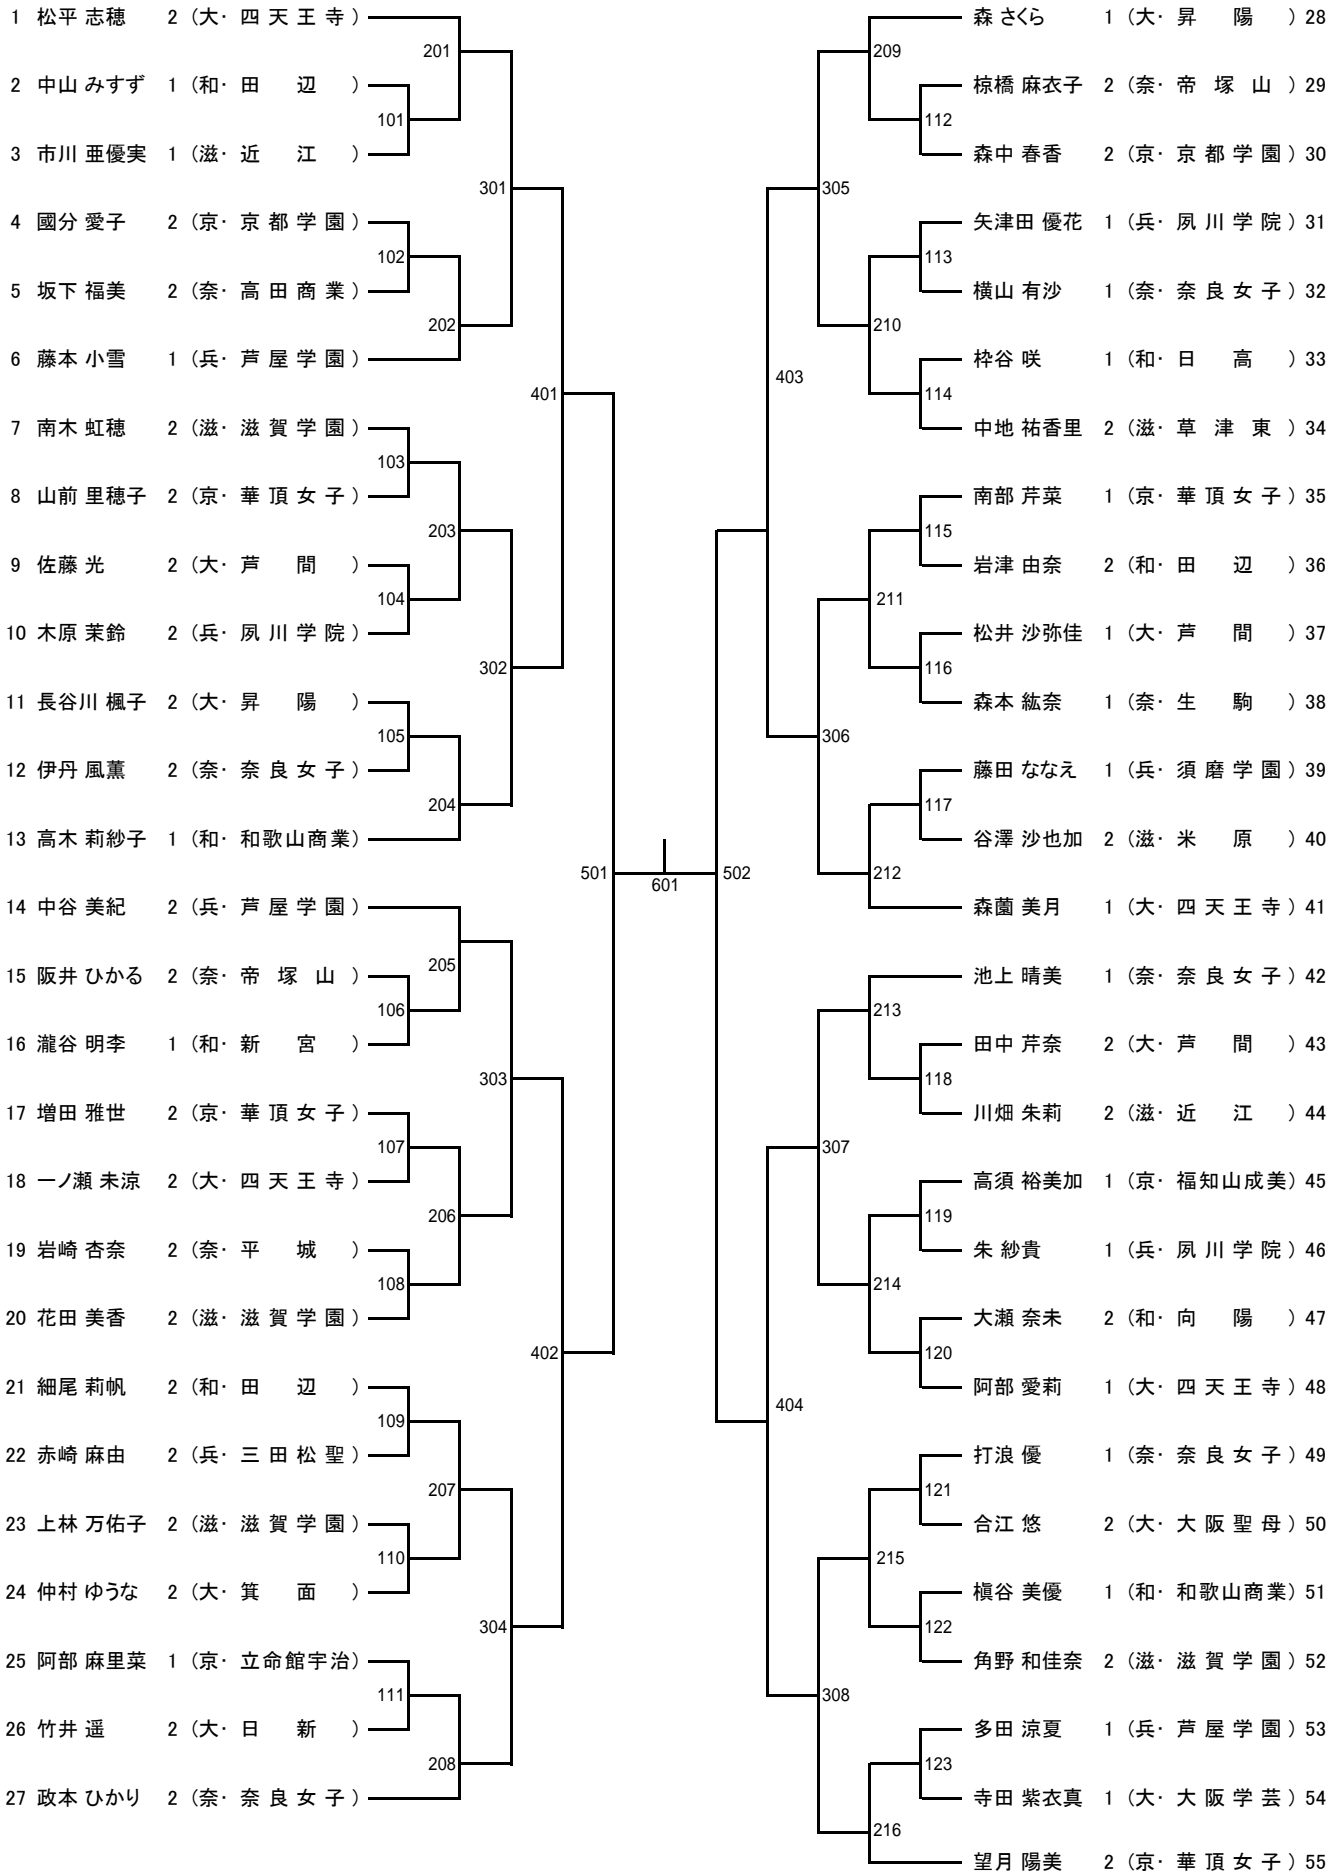 1 松平 志穂 2 (大・四天王寺)
201
2 中山 みすず 1 (和・田 辺)
101
3 市川 亜優実 1 (滋・近 江)
301
4 國分 愛子 2 (京・京都学園)
102
5 坂下 福美 2 (奈・高田商業)
202
6 藤本 小雪 1 (兵・芦屋学園)
401
7 南木 虹穂 2 (滋・滋賀学園)
103
8 山前 里穂子 2 (京・華頂女子)
203
9 佐藤 光 2 (大・芦 間)
104
10 木原 茉鈴 2 (兵・夙川学院)
302
11 長谷川 楓子 2 (大・昇 陽)
105
12 伊丹 風薫 2 (奈・奈良女子)
204
13 高木 莉紗子 1 (和・和歌山商業)
501
601
502
14 中谷 美紀 2 (兵・芦屋学園)
205
15 阪井 ひかる 2 (奈・帝塚山)
106
16 瀧谷 明李 1 (和・新 宮)
303
17 増田 雅世 2 (京・華頂女子)
107
18 一ノ瀬 未涼 2 (大・四天王寺)
206
19 岩崎 杏奈 2 (奈・平 城)
108
20 花田 美香 2 (滋・滋賀学園)
402
21 細尾 莉帆 2 (和・田 辺)
109
22 赤崎 麻由 2 (兵・三田松聖)
207
23 上林 万佑子 2 (滋・滋賀学園)
110
24 仲村 ゆうな 2 (大・箕 面)
304
25 阿部 麻里菜 1 (京・立命館宇治)
111
26 竹井 遥 2 (大・日 新)
208
27 政本 ひかり 2 (奈・奈良女子)
森 さくら 1 (大・昇 陽) 28
209
椋橋 麻衣子 2 (奈・帝塚山) 29
112
森中 春香 2 (京・京都学園) 30
305
矢津田 優花 1 (兵・夙川学院) 31
113
横山 有沙 1 (奈・奈良女子) 32
210
枠谷 咲 1 (和・日 高) 33
403
114
中地 祐香里 2 (滋・草津東) 34
南部 芹菜 1 (京・華頂女子) 35
115
岩津 由奈 2 (和・田 辺) 36
211
松井 沙弥佳 1 (大・芦 間) 37
116
森本 紘奈 1 (奈・生 駒) 38
306
藤田 ななえ 1 (兵・須磨学園) 39
117
谷澤 沙也加 2 (滋・米 原) 40
212
森薗 美月 1 (大・四天王寺) 41
池上 晴美 1 (奈・奈良女子) 42
213
田中 芹奈 2 (大・芦 間) 43
118
川畑 朱莉 2 (滋・近 江) 44
307
高須 裕美加 1 (京・福知山成美) 45
119
朱 紗貴 1 (兵・夙川学院) 46
214
大瀬 奈未 2 (和・向 陽) 47
120
阿部 愛莉 1 (大・四天王寺) 48
404
打浪 優 1 (奈・奈良女子) 49
121
合江 悠 2 (大・大阪聖母) 50
215
槇谷 美優 1 (和・和歌山商業) 51
122
角野 和佳奈 2 (滋・滋賀学園) 52
308
多田 涼夏 1 (兵・芦屋学園) 53
123
寺田 紫衣真 1 (大・大阪学芸) 54
216
望月 陽美 2 (京・華頂女子) 55